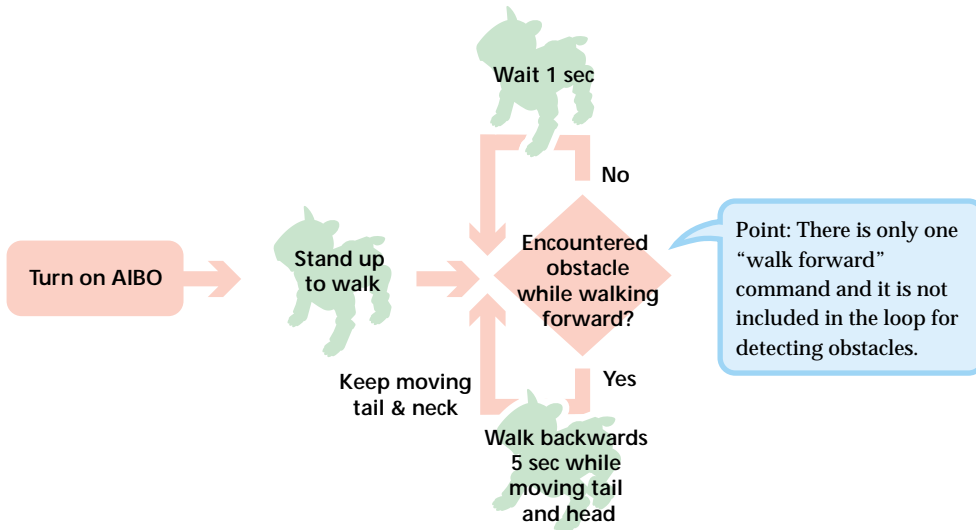 Wait 1 sec
No
Turn on AIBO
Stand up
to walk
Encountered
obstacle
while walking
forward?
Point: There is only one
“walk forward”
command and it is not
included in the loop for
detecting obstacles.
Keep moving
tail & neck
Yes
Walk backwards
5 sec while
moving tail
and head